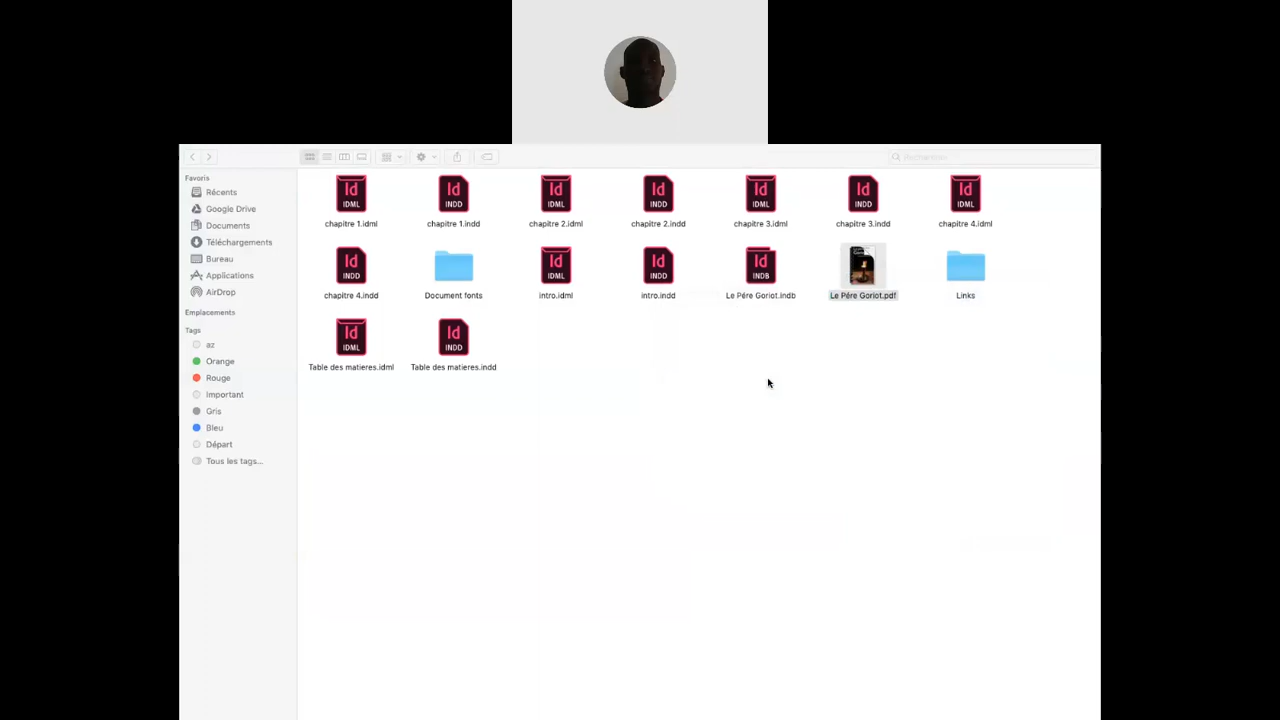 Favoris
Récents
Google Drive
Documents
Téléchargements
Bureau
Applications
AirDrop
Emplacements
Tags
az
Orange
Rouge
Important
Gris
Bleu
Départ
Tous les tags...
Id Id Id Id Id Id Id
IDML INDD IDML INDD IDML INDD IDML
chapitre 1.idml chapitre 1.indd chapitre 2.idml chapitre 2.indd chapitre 3.idml chapitre 3.indd chapitre 4.idml
Id Id Id Id
INDD IDML INDD INDB
chapitre 4.indd Document fonts intro.idml intro.indd Le Pére Goriot.indb Le Pére Goriot.pdf Links
Id Id
IDML INDD
Table des matieres.idml Table des matieres.indd